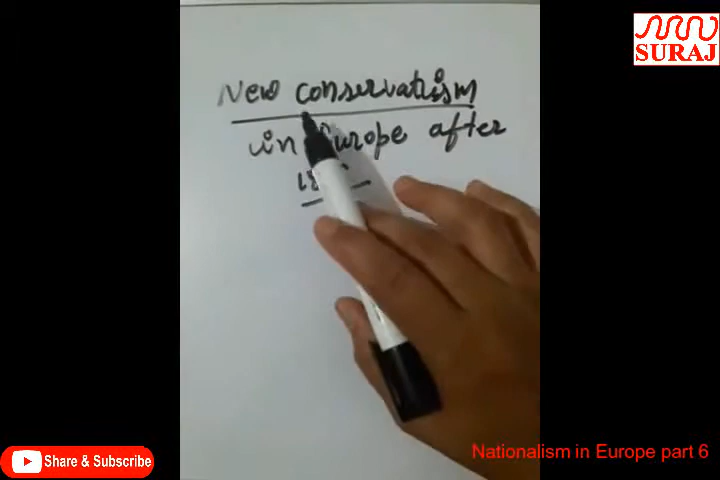 SURAJ
New conservatism
in Europe after
Nationalism in Europe part 6
Share & Subscribe